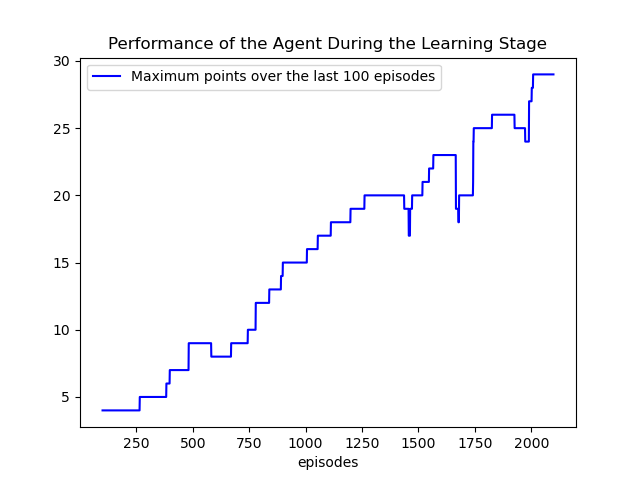 Performance of the Agent During the Learning Stage
Maximum points over the last 100 episodes
30
25
20
15
10
5
250 500 750 1000 1250 1500 1750 2000
episodes